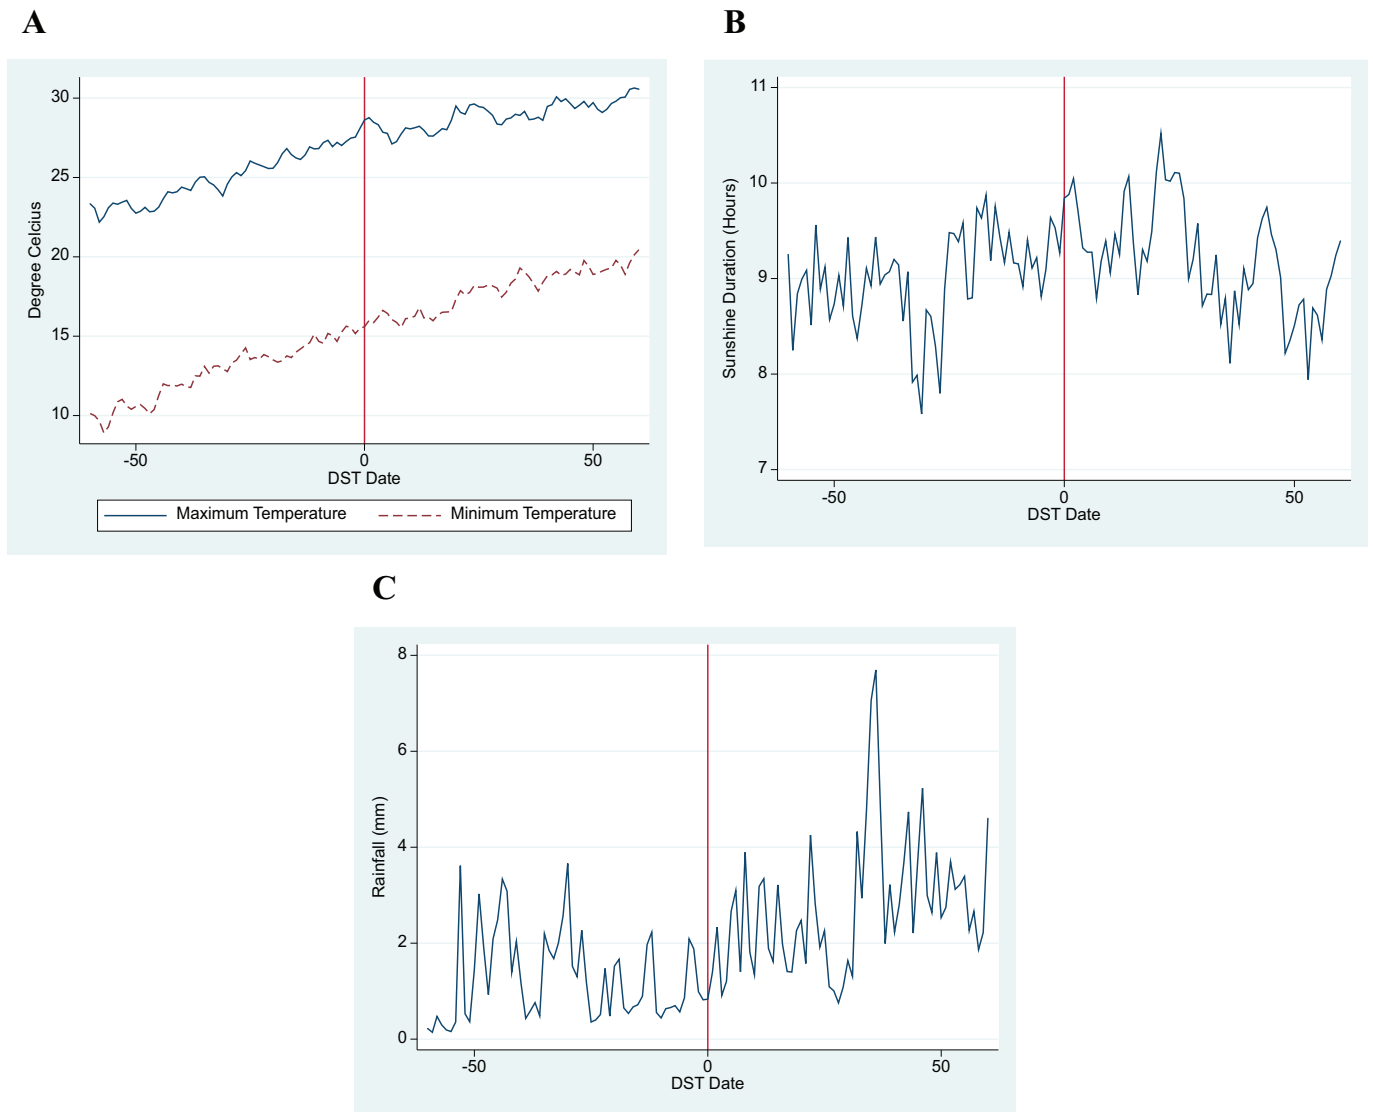 A
30
25
20
15
10
Degree Celcius
-50 0 50
DST Date
Maximum Temperature Minimum Temperature
B
11
10
9
8
7
Sunshine Duration (Hours)
-50 0 50
DST Date
C
8
6
4
2
0
Rainfall (mm)
-50 0 50
DST Date